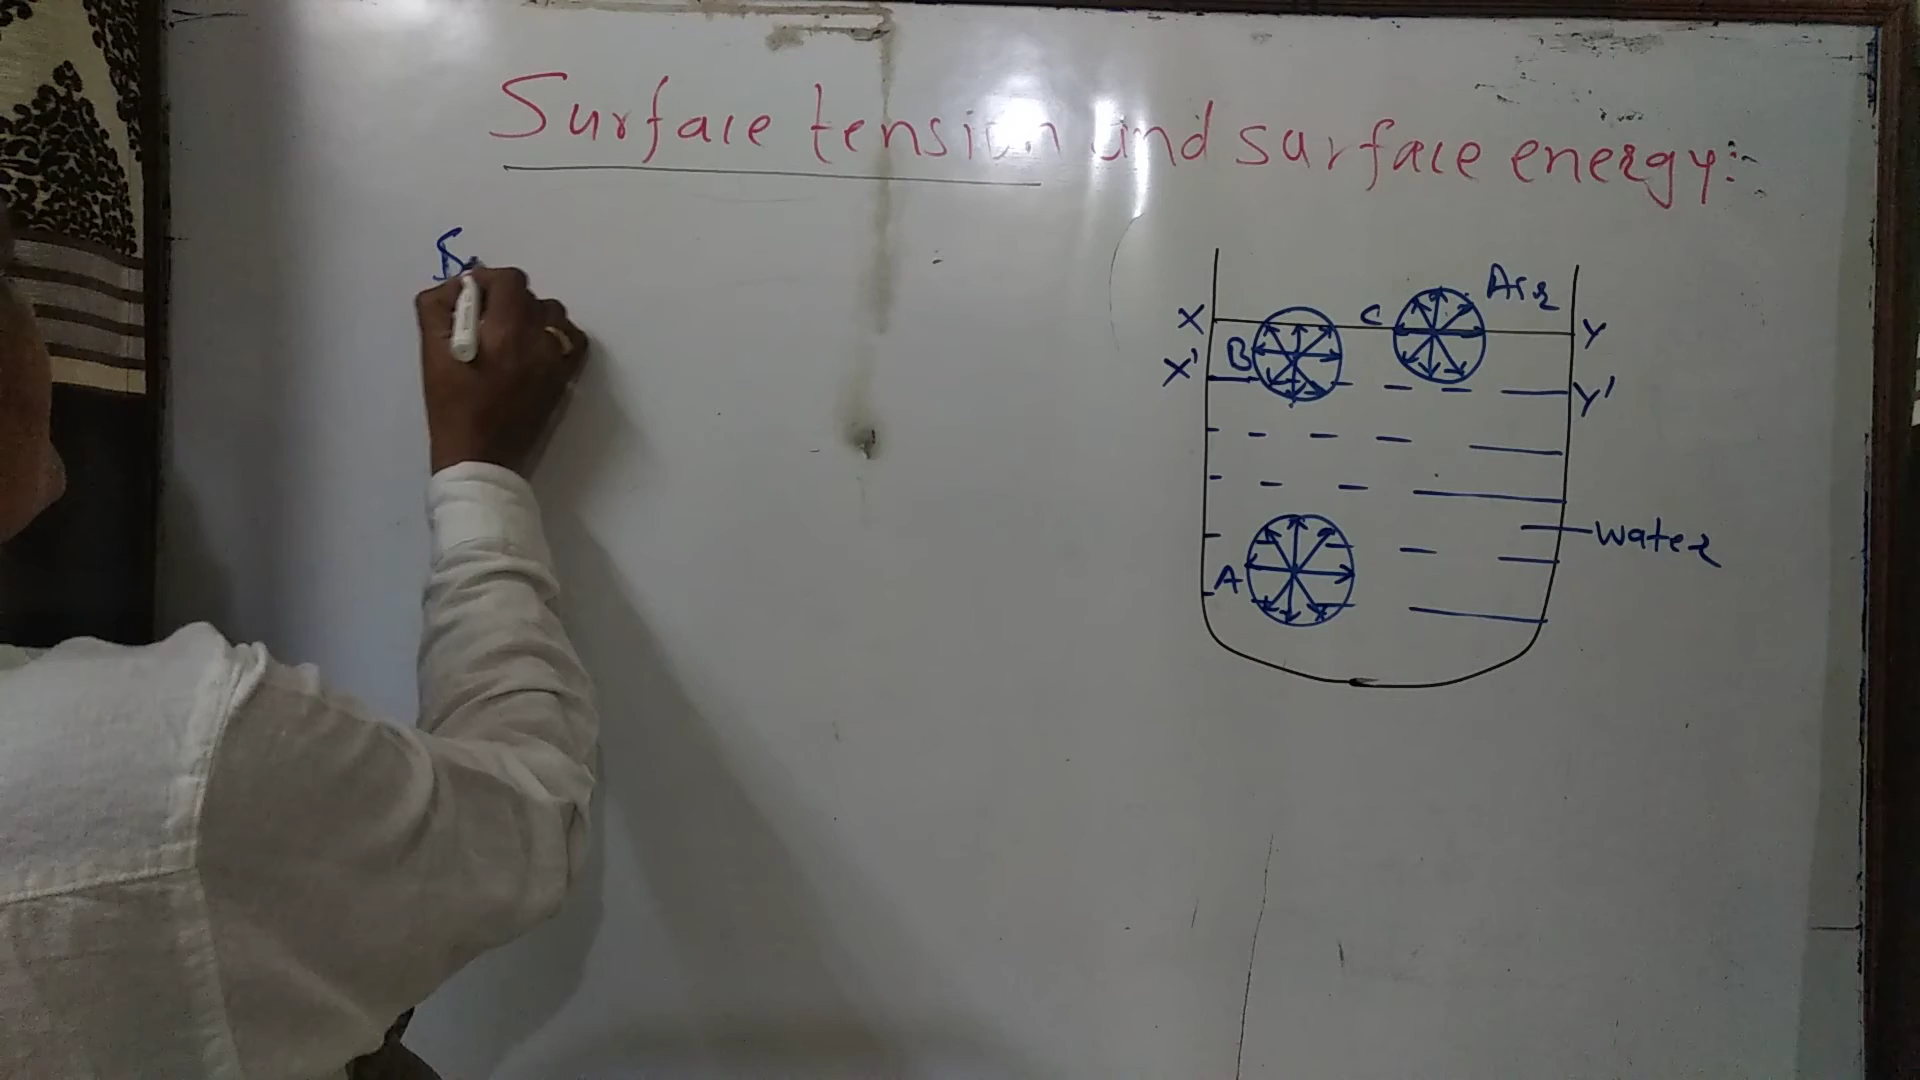 Surface tension and surface energy:-
Air
X
C
Y
B
X'
Y'
Water
A